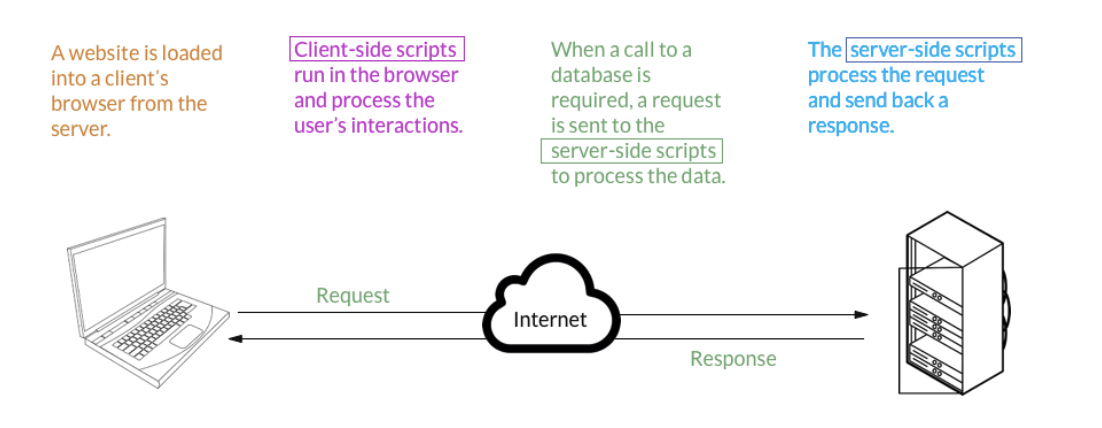 A website is loaded
into a client's
browser from the
server.
Client-side scripts
run in the browser
and process the
user's interactions.
When a call to a
database is
required, a request
is sent to the
server-side scripts
to process the data.
The server-side scripts
process the request
and send back a
response.
Request
Internet
Response